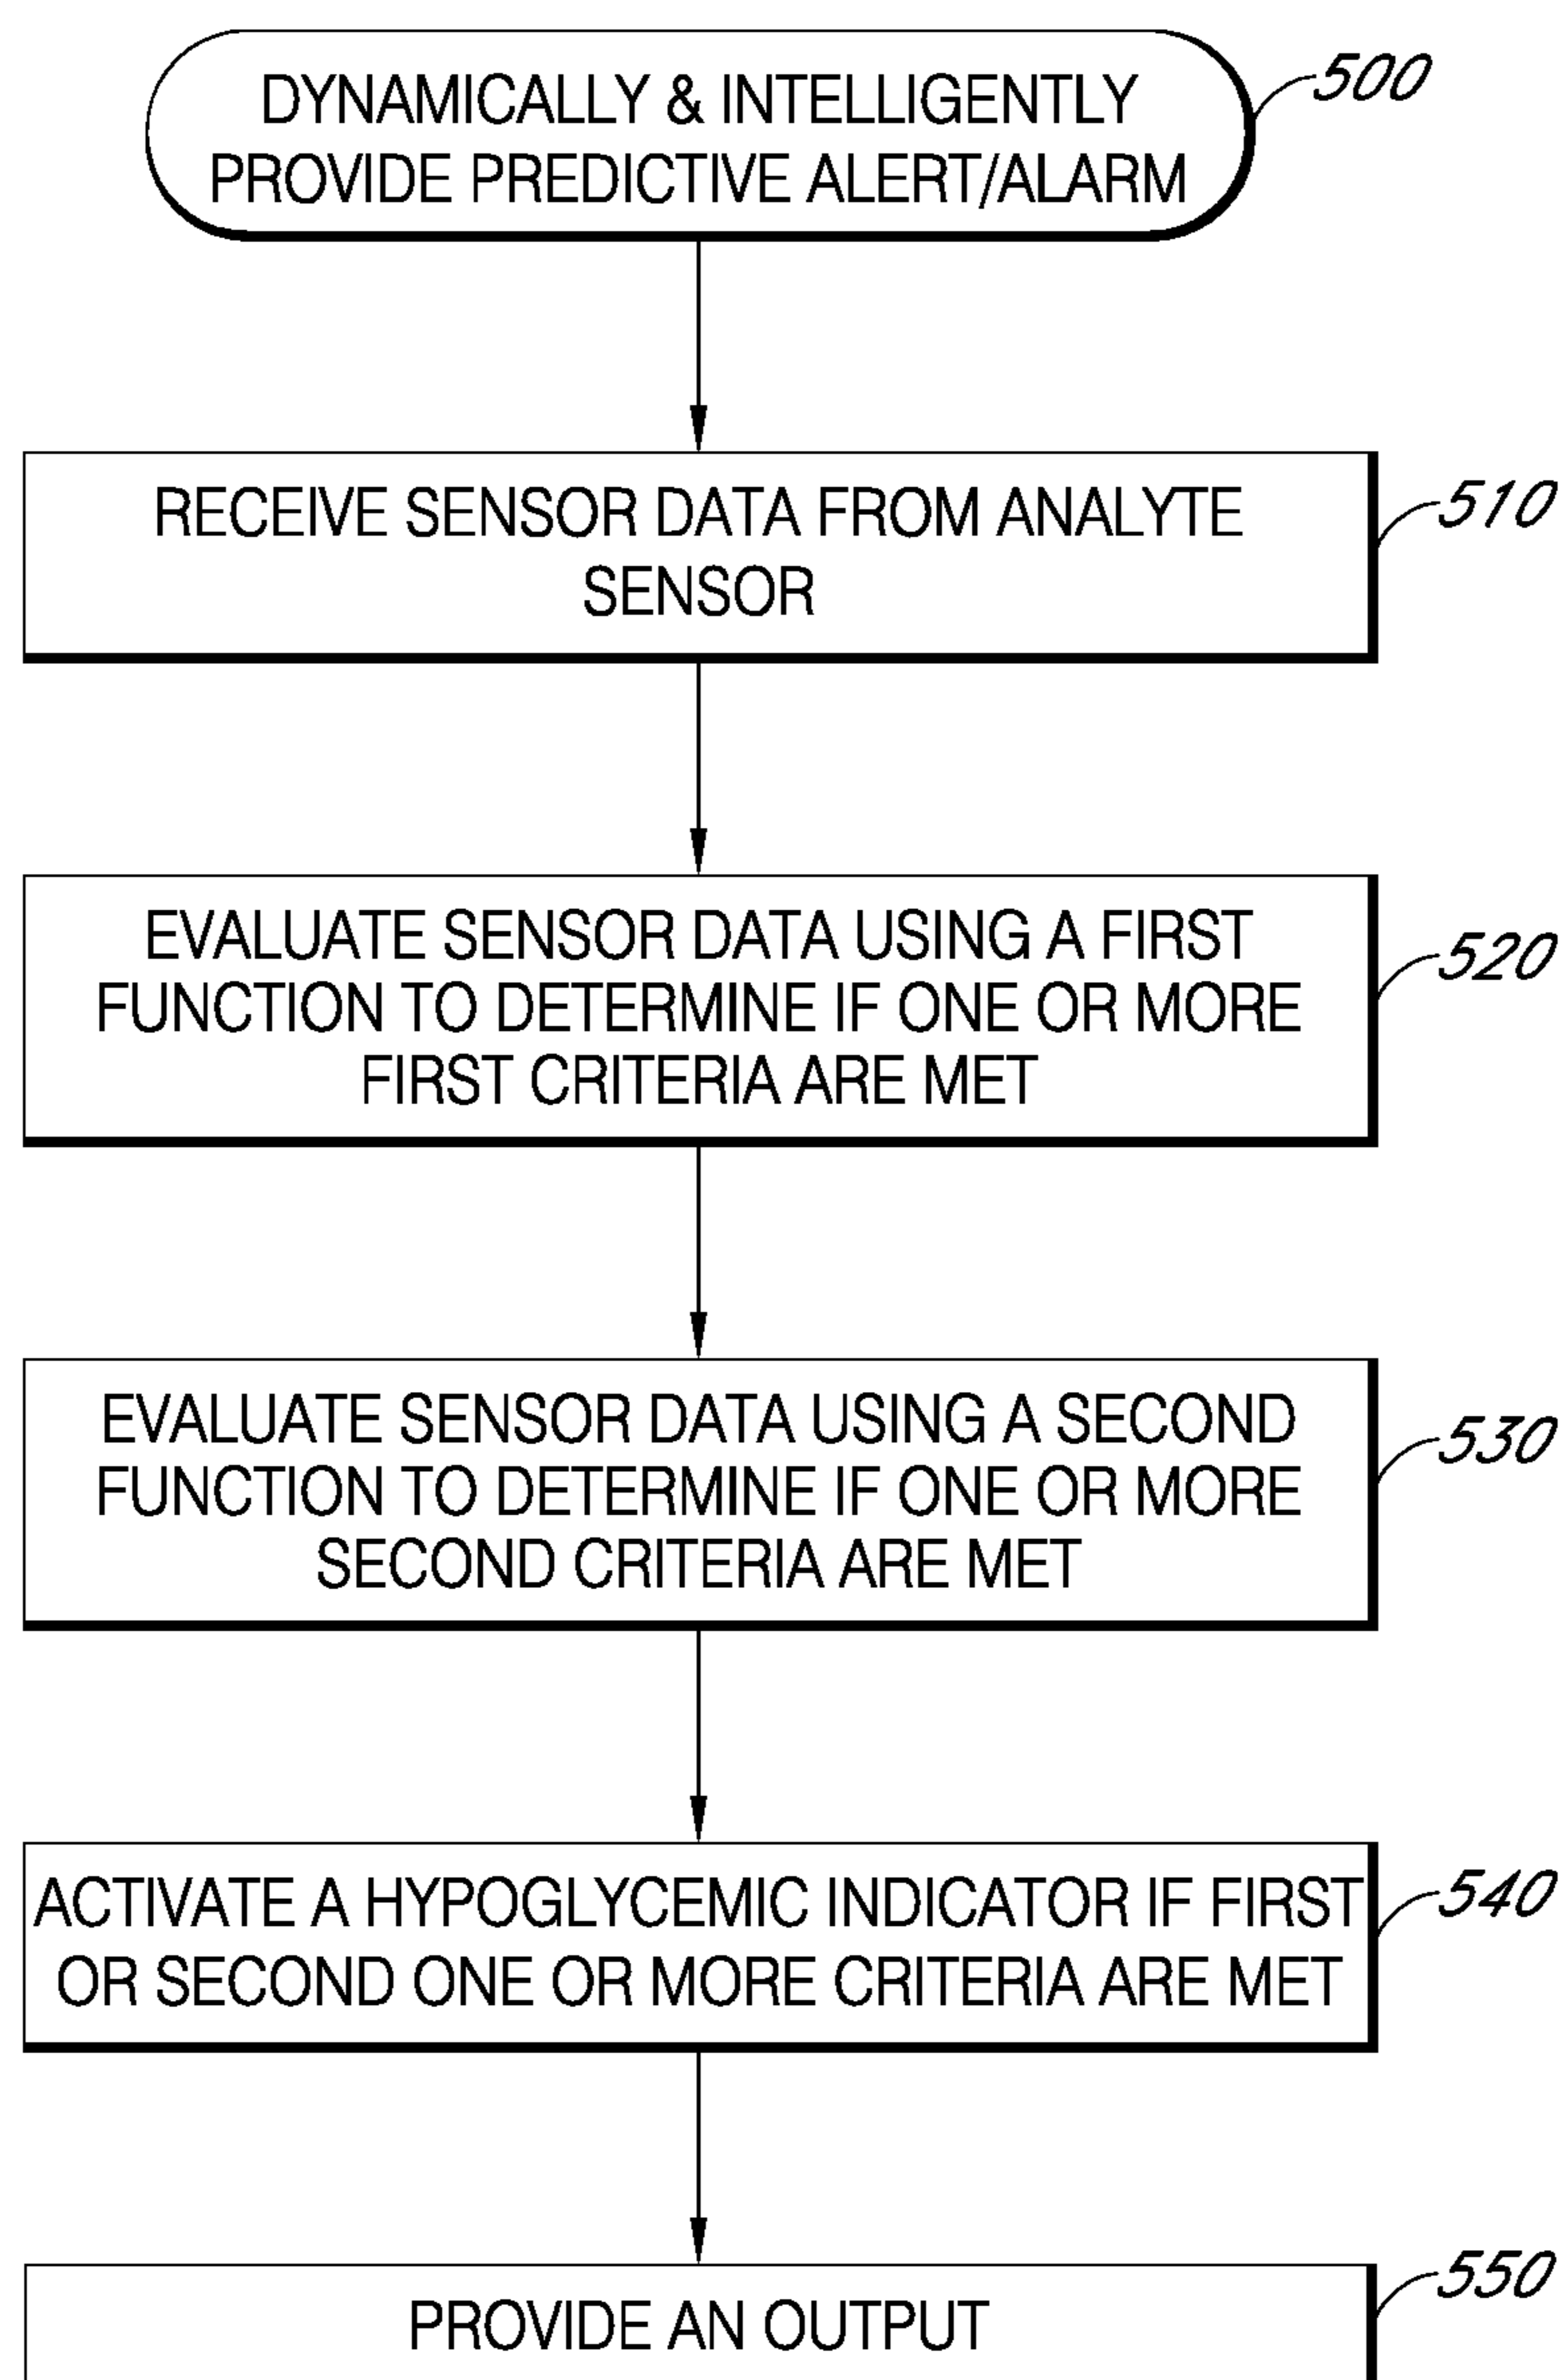 DYNAMICALLY & INTELLIGENTLY
PROVIDE PREDICTIVE ALERT/ALARM
500
RECEIVE SENSOR DATA FROM ANALYTE
SENSOR
510
EVALUATE SENSOR DATA USING A FIRST
FUNCTION TO DETERMINE IF ONE OR MORE
FIRST CRITERIA ARE MET
520
EVALUATE SENSOR DATA USING A SECOND
FUNCTION TO DETERMINE IF ONE OR MORE
SECOND CRITERIA ARE MET
530
ACTIVATE A HYPOGLYCEMIC INDICATOR IF FIRST
OR SECOND ONE OR MORE CRITERIA ARE MET
540
PROVIDE AN OUTPUT
550